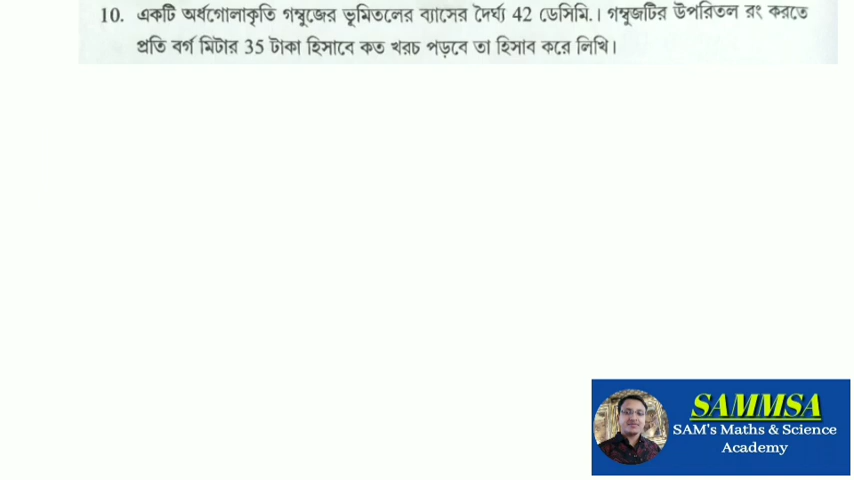 10. একটি অর্ধগোলাকৃতি গম্বুজের ভূমিতলের ব্যাসের দৈর্ঘ্য 42 ডেসিমি.। গম্বুজটির উপরিতল রং করতে
প্রতি বর্গ মিটার 35 টাকা হিসাবে কত খরচ পড়বে তা হিসাব করে লিখি।
SAMMSA
SAM's Maths & Science
Academy